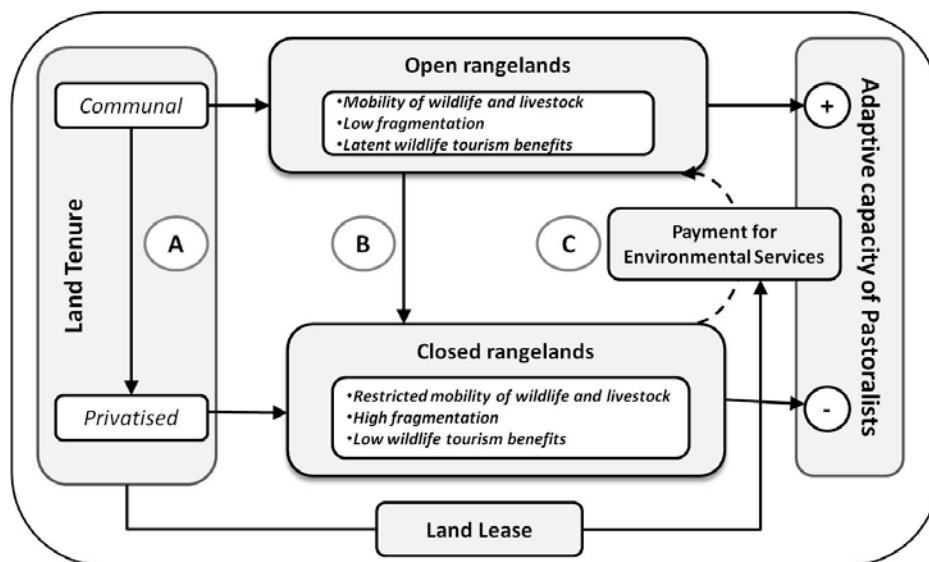 Land Tenure
Communal
A
Privatised
Open rangelands
•Mobility of wildlife and livestock
•Low fragmentation
•Latent wildlife tourism benefits
B
C
Payment for
Environmental Services
Closed rangelands
•Restricted mobility of wildlife and livestock
•High fragmentation
•Low wildlife tourism benefits
Land Lease
+
-
Adaptive capacity of Pastoralists